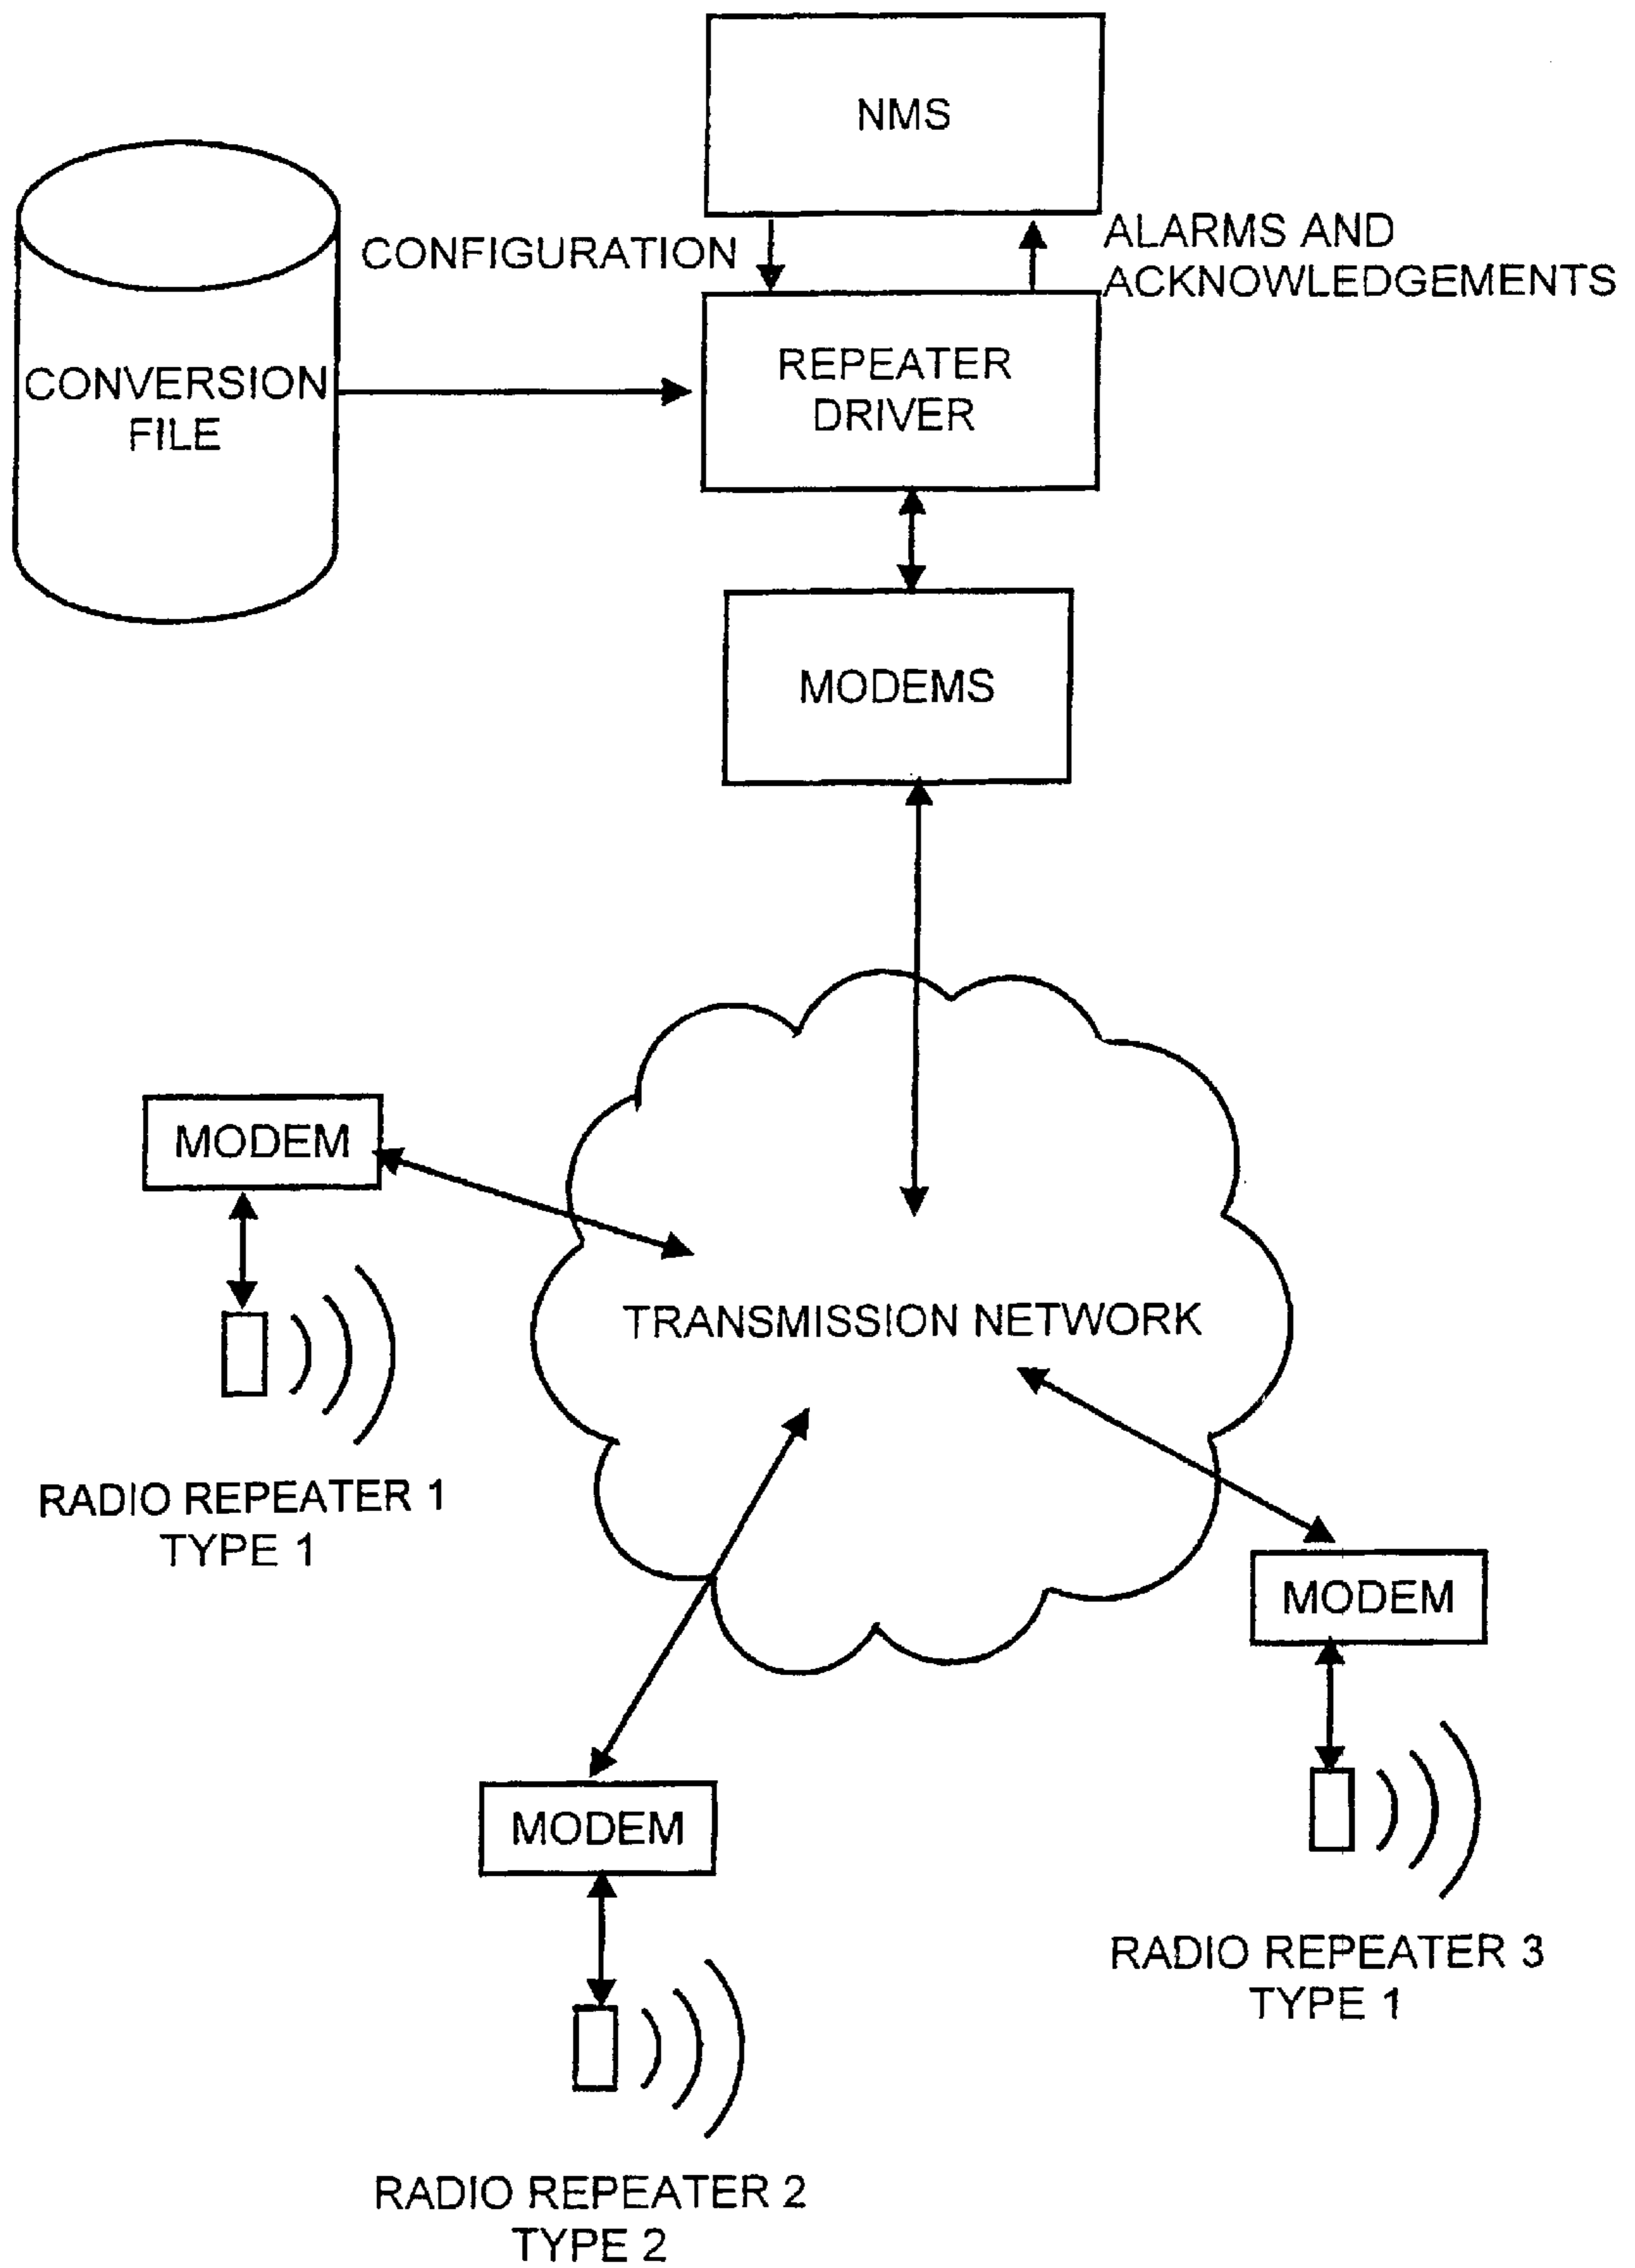 NMS
CONFIGURATION
ALARMS AND
ACKNOWLEDGEMENTS
CONVERSION
FILE
REPEATER
DRIVER
MODEMS
MODEM
TRANSMISSION NETWORK
RADIO REPEATER 1
TYPE 1
MODEM
MODEM
RADIO REPEATER 3
TYPE 1
RADIO REPEATER 2
TYPE 2